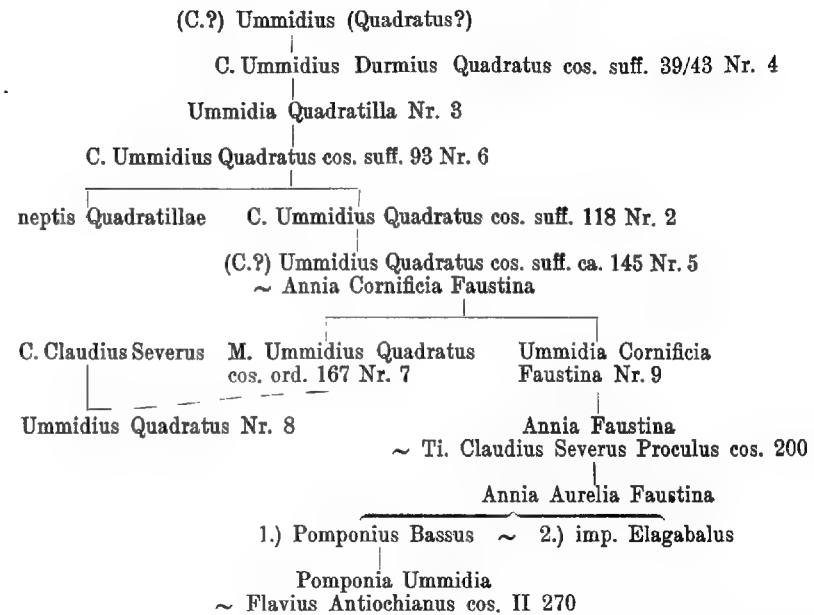 (C.?) Ummidius (Quadratus?)
C. Ummidius Durmius Quadratus cos. suff. 39/43 Nr. 4
Ummidia Quadratilla Nr. 3
C. Ummidius Quadratus cos. suff. 93 Nr. 6
neptis Quadratillae C. Ummidius Quadratus cos. suff. 118 Nr. 2
(C.?) Ummidius Quadratus cos. suff. ca. 145 Nr. 5
~ Annia Cornificia Faustina
C. Claudius Severus M. Ummidius Quadratus Ummidia Cornificia
cos. ord. 167 Nr. 7 Faustina Nr. 9
Ummidius Quadratus Nr. 8 Annia Faustina
~ Ti. Claudius Severus Proculus cos. 200
Annia Aurelia Faustina
1.) Pomponius Bassus ~ 2.) imp. Elagabalus
Pomponia Ummidia
~ Flavius Antiochianus cos. II 270